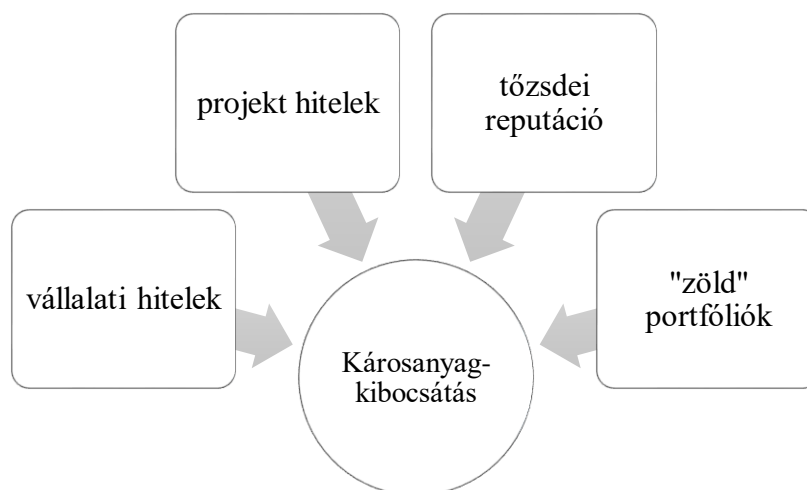 projekt hitelek
tőzsdei
reputáció
vállalati hitelek
"zöld"
portfóliók
Károsanyag-
kibocsátás